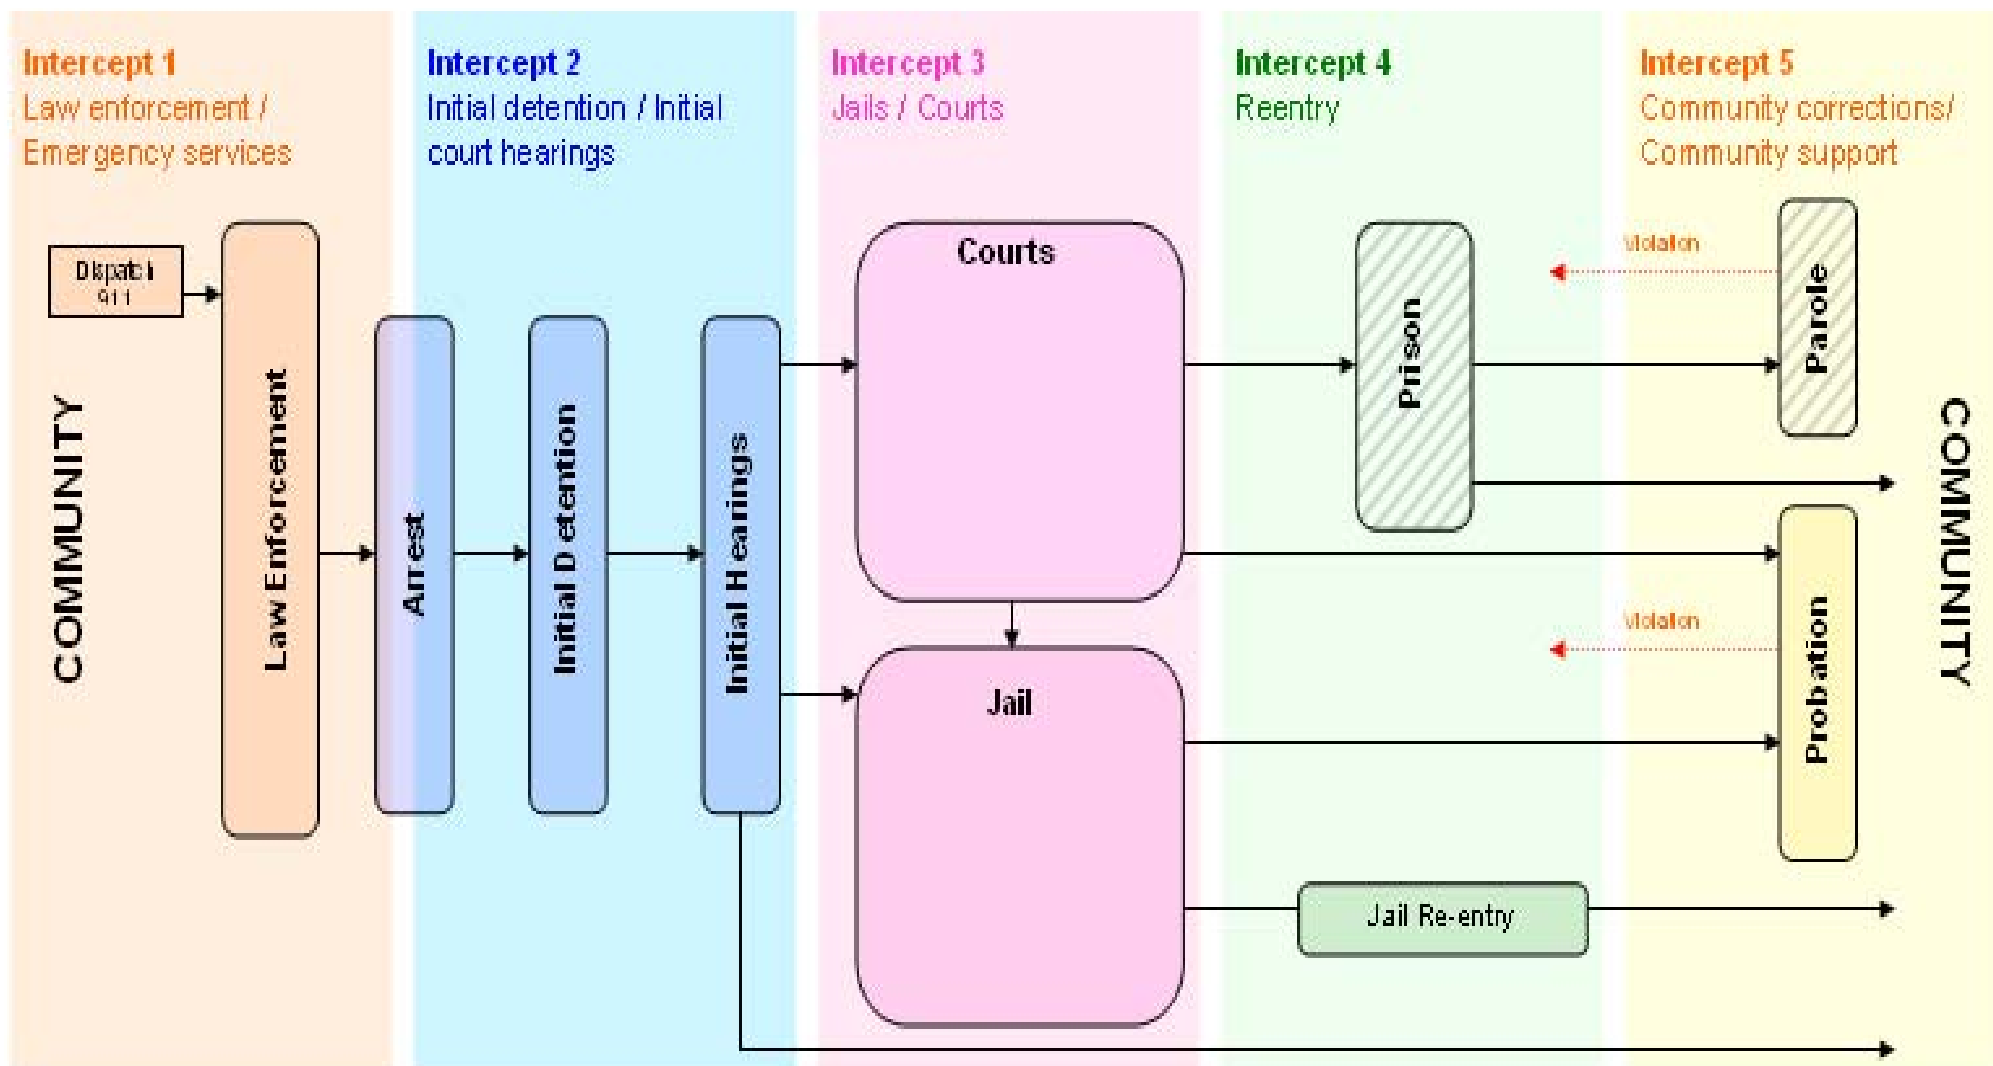 Intercept 1
Law enforcement /
Emergency services
Intercept 2
Initial detention / Initial
court hearings
Intercept 3
Jails / Courts
Intercept 4
Reentry
Intercept 5
Community corrections/
Community support
Dispatch
911
COMMUNITY
Law Enforcement
Arrest
Initial Detention
Initial Hearings
Courts
Jail
Prison
Jail Re-entry
Violation
Parole
Violation
Probation
COMMUNITY